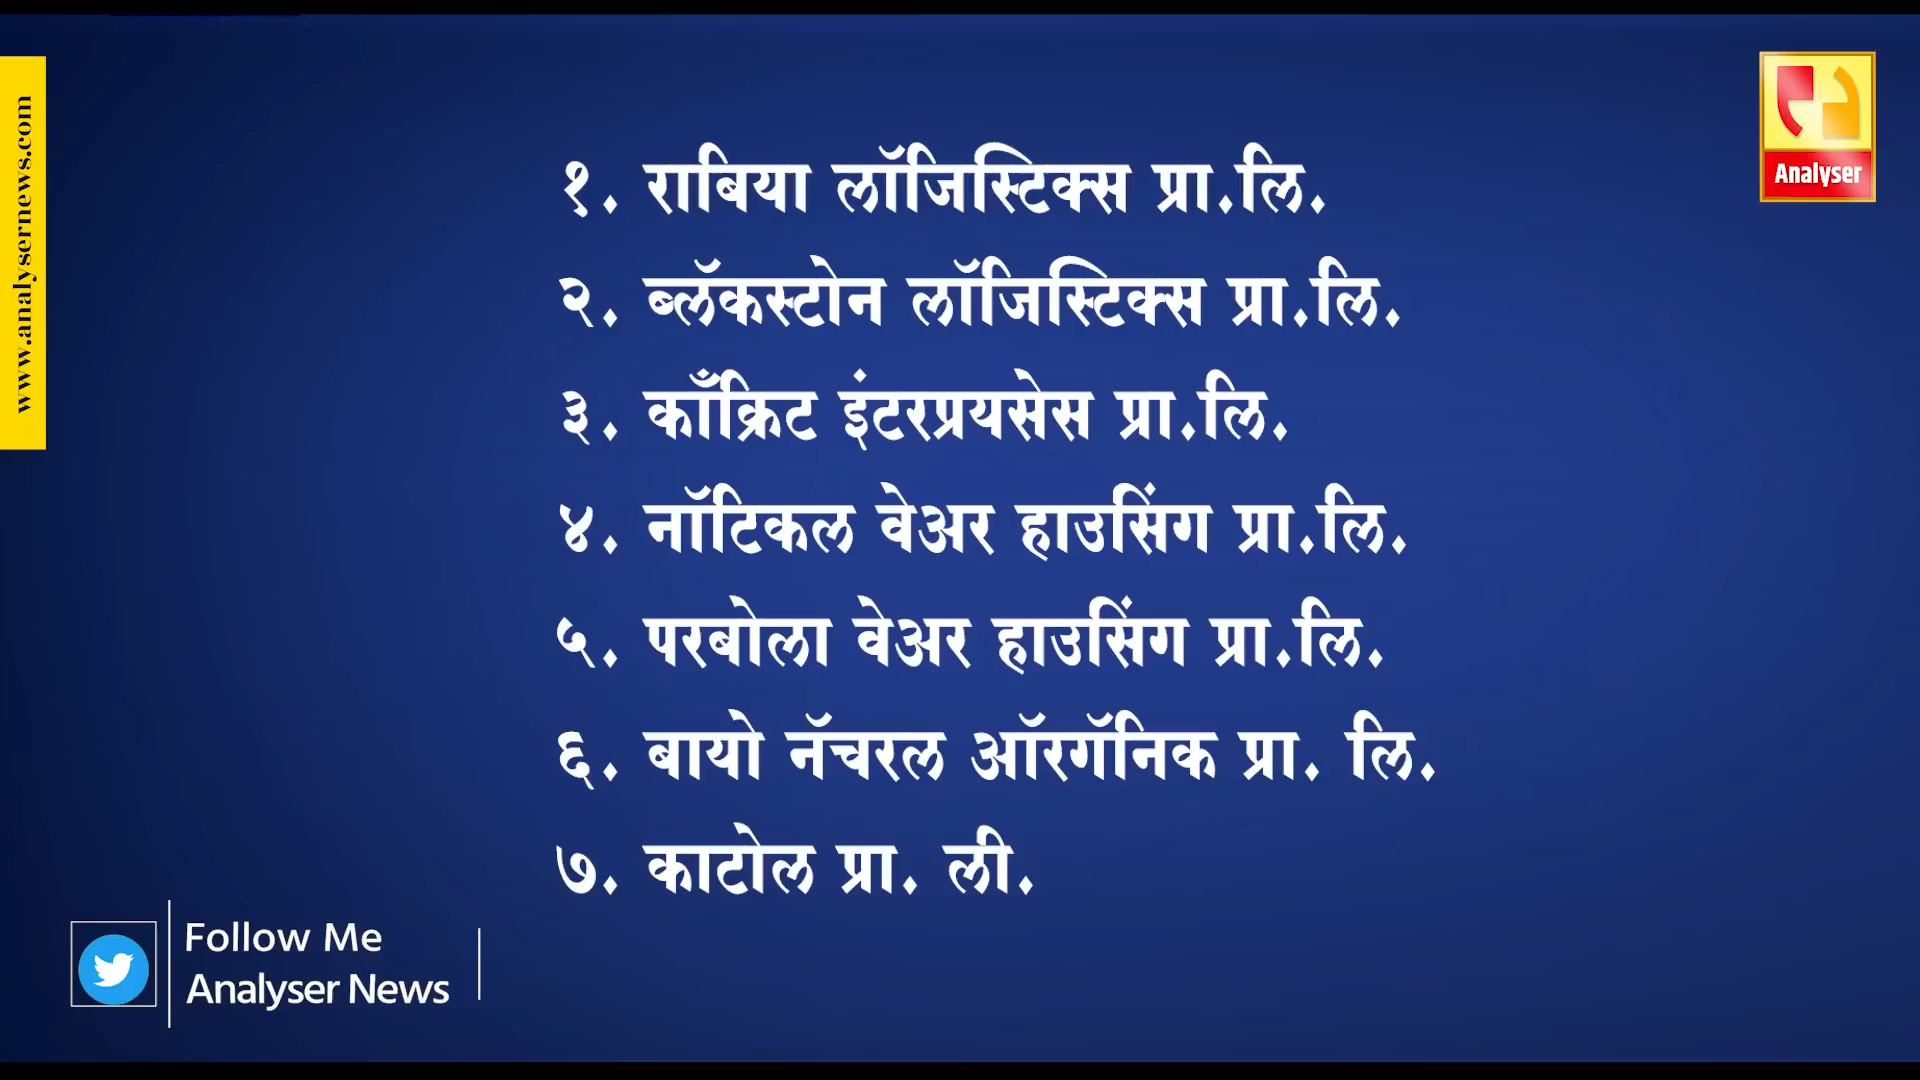 www.analysernews.com
Analyser
१. राबिया लॉजिस्टिक्स प्रा.लि.
२. ब्लॅकस्टोन लॉजिस्टिक्स प्रा.लि.
३. काँक्रिट इंटरप्रयसेस प्रा.लि.
४. नॉटिकल वेअर हाउसिंग प्रा.लि.
५. परबोला वेअर हाउसिंग प्रा.लि.
६. बायो नॅचरल ऑरगॅनिक प्रा. लि.
७. काटोल प्रा. ली.
Follow Me
Analyser News